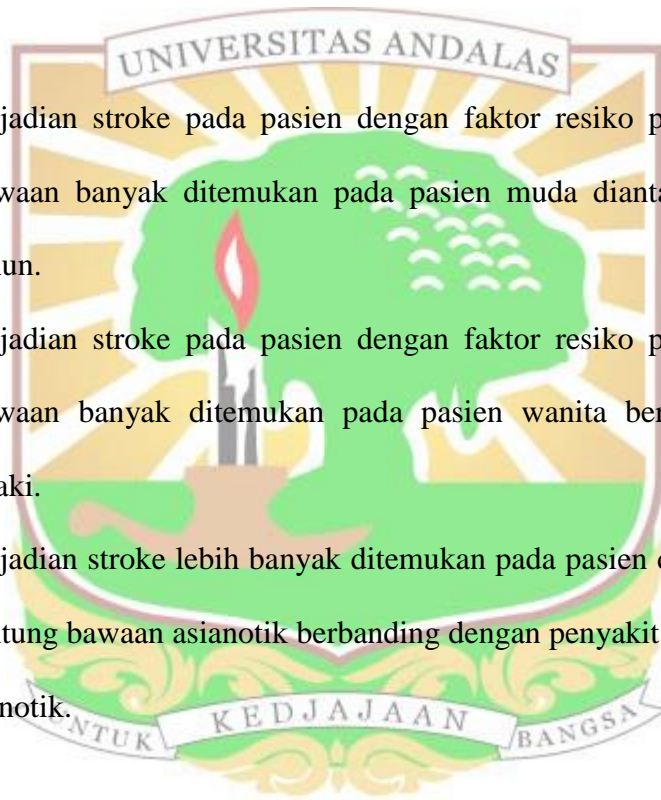 UNIVERSITAS ANDALAS
jadian stroke pada pasien dengan faktor resiko p
waan banyak ditemukan pada pasien muda dianta
un.
jadian stroke pada pasien dengan faktor resiko p
waan banyak ditemukan pada pasien wanita ber
aki.
jadian stroke lebih banyak ditemukan pada pasien
ntung bawaan asianotik berbanding dengan penyakit
notik.
NTUK KEDJAJAAN BANGSA